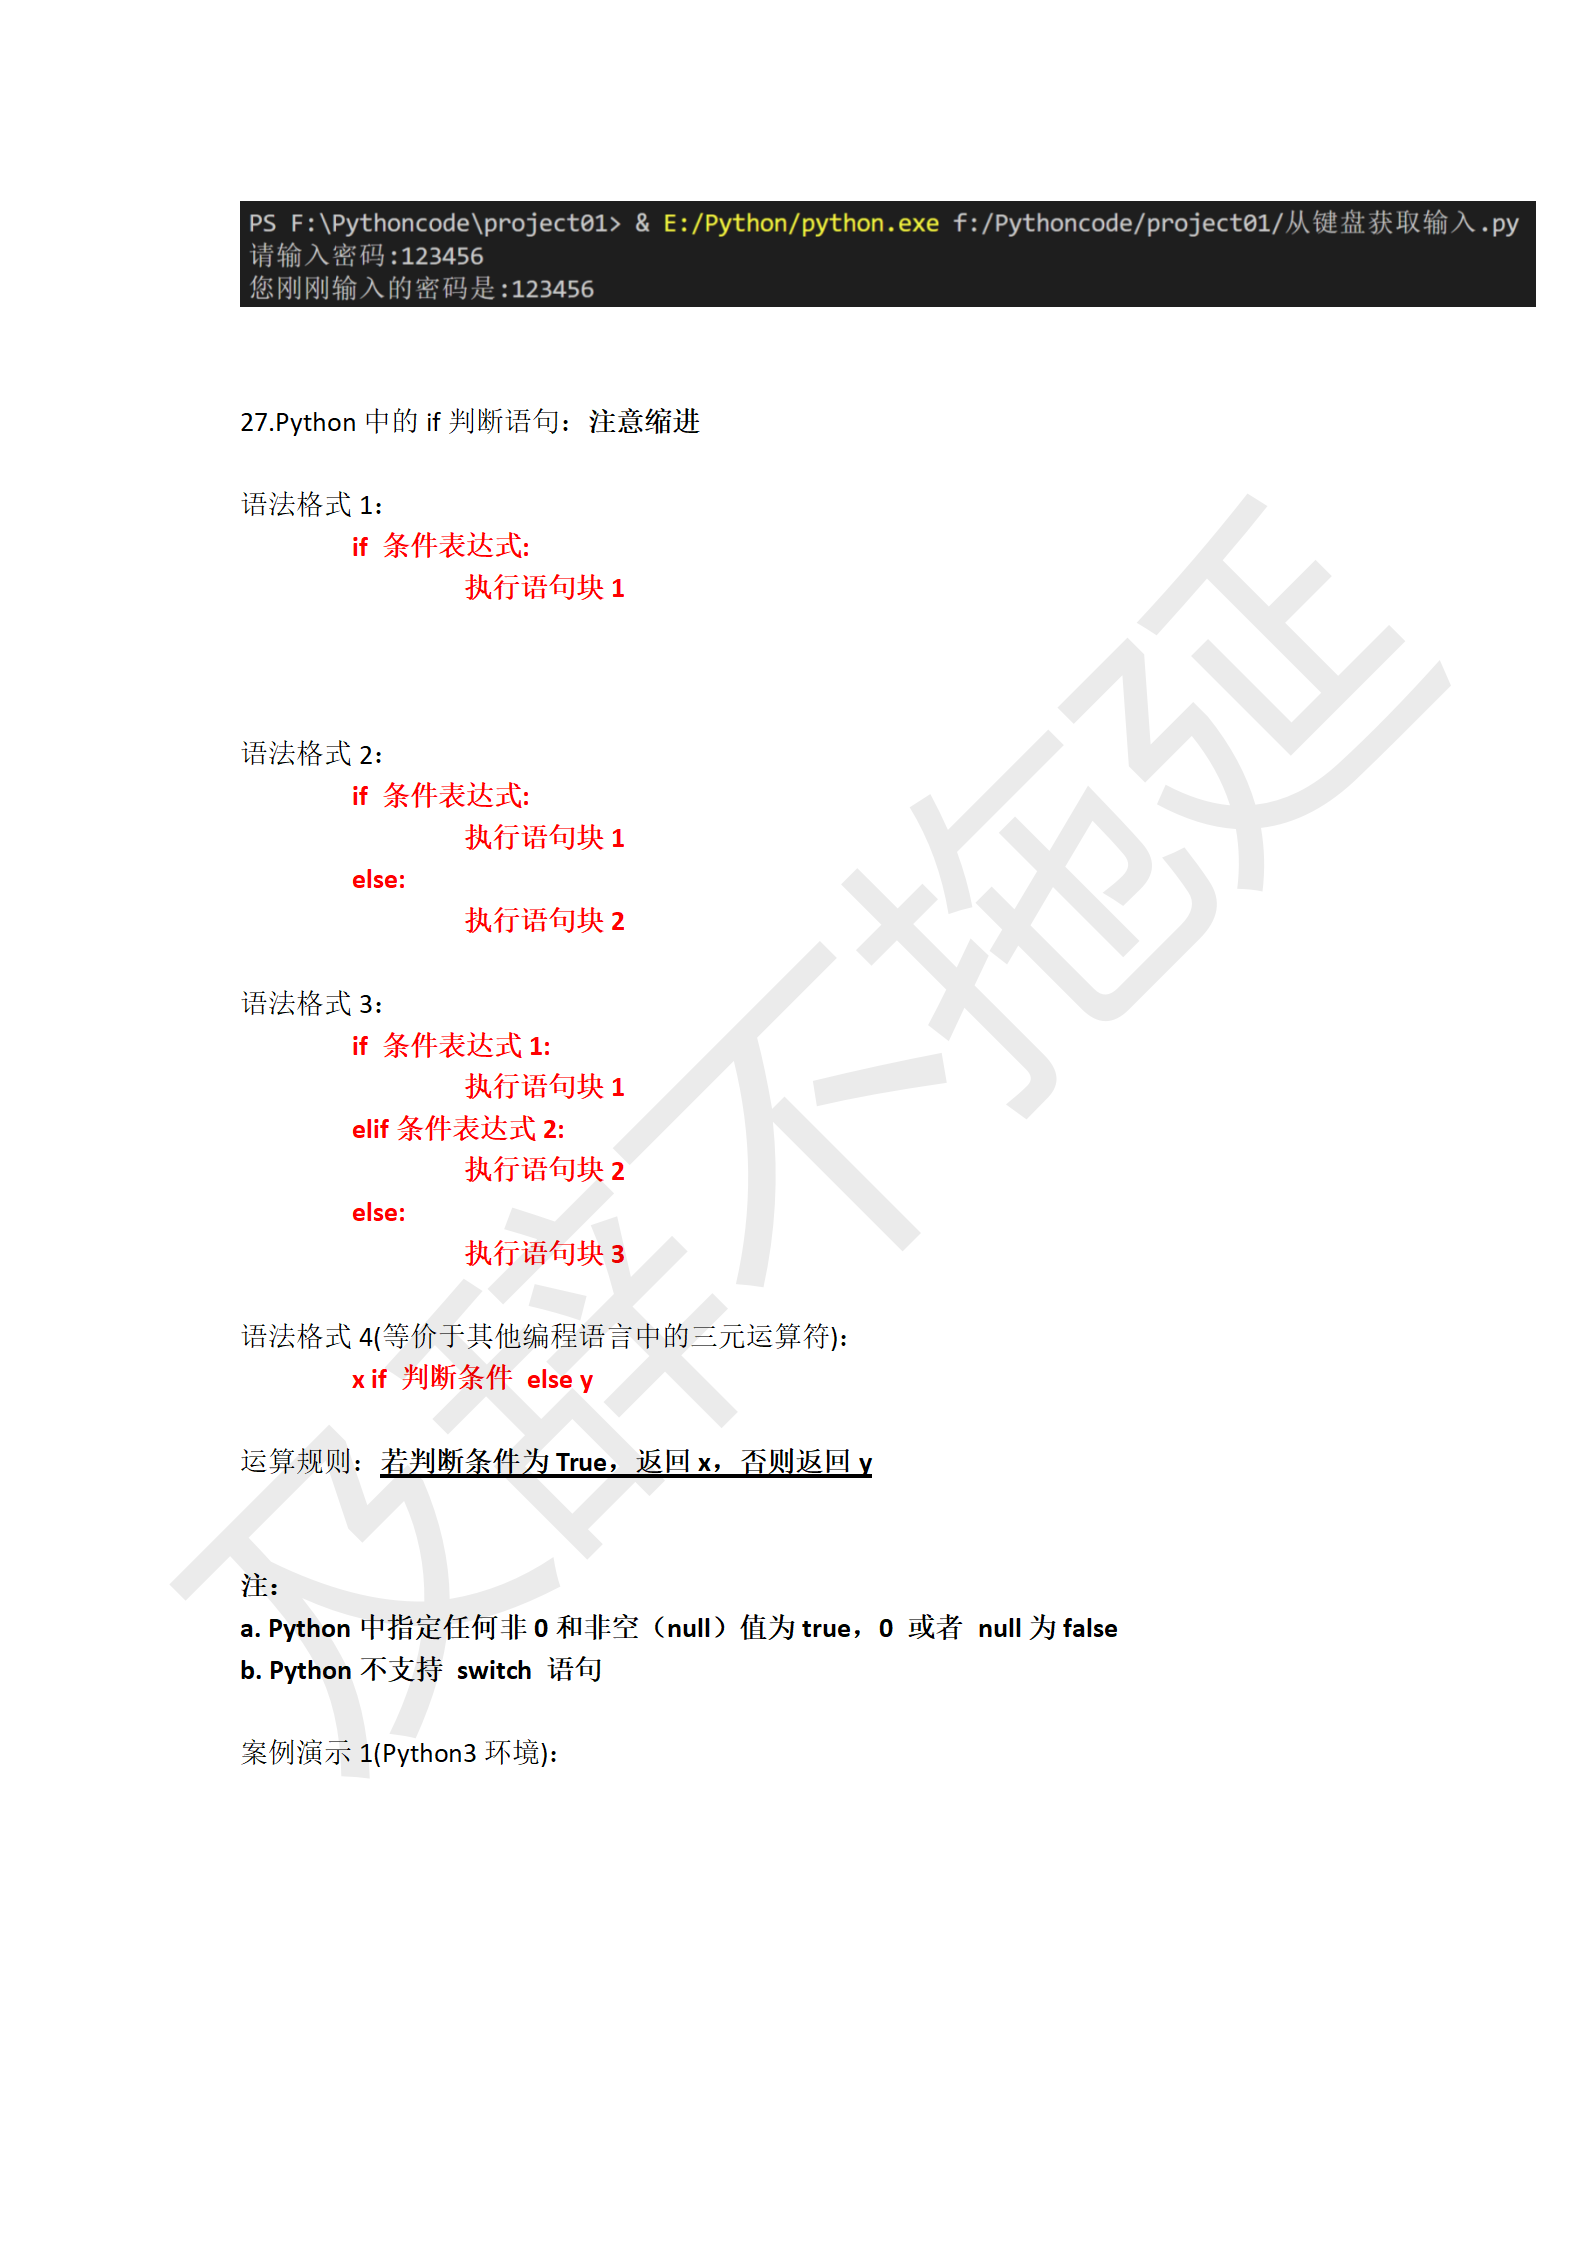 PS F:\Pythoncode\project01> & E:/Python/python.exe f:/Pythoncode/project01/从键盘获取输入.py
请输入密码:123456
您刚刚输入的密码是:123456
27.Python 中的 if 判断语句：注意缩进
语法格式 1：
if 条件表达式:
执行语句块 1
语法格式 2：
if 条件表达式:
执行语句块 1
else:
执行语句块 2
语法格式 3：
if 条件表达式 1:
执行语句块 1
elif 条件表达式 2:
执行语句块 2
else:
执行语句块 3
语法格式 4(等价于其他编程语言中的三元运算符)：
x if 判断条件 else y
运算规则：若判断条件为 True，返回 x，否则返回 y
注：
a. Python 中指定任何非 0 和非空（null）值为 true，0 或者 null 为 false
b. Python 不支持 switch 语句
案例演示 1(Python3 环境)：
及辞不拖延